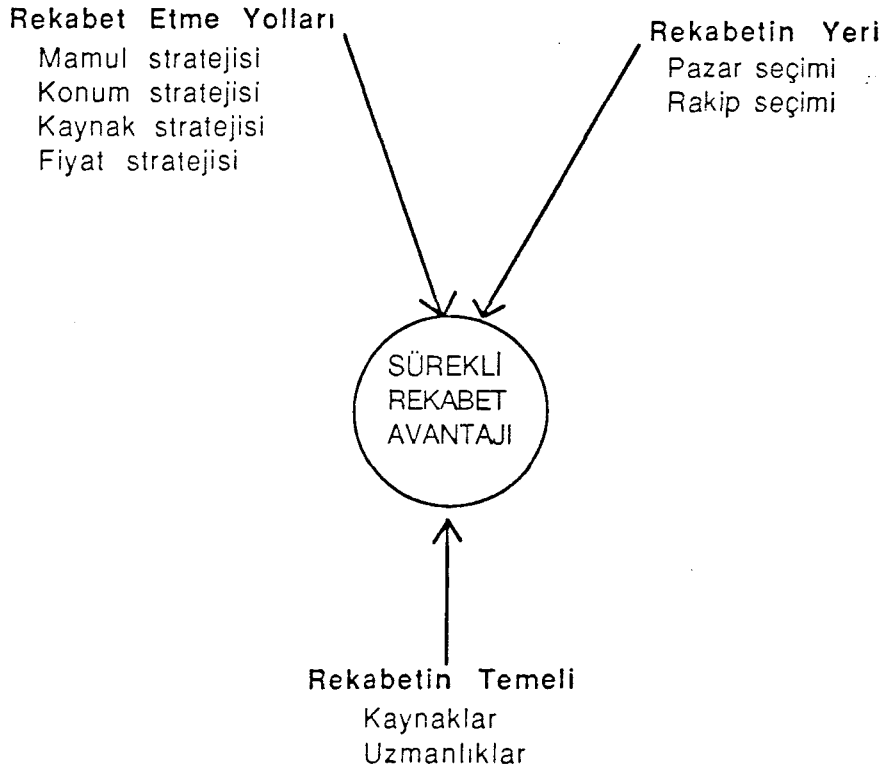 Rekabet Etme Yolları
Mamul stratejisi
Konum stratejisi
Kaynak stratejisi
Fiyat stratejisi
Rekabetin Yeri
Pazar seçimi
Rakip seçimi
SÜREKLİ
REKABET
AVANTAJI
Rekabetin Temeli
Kaynaklar
Uzmanlıklar